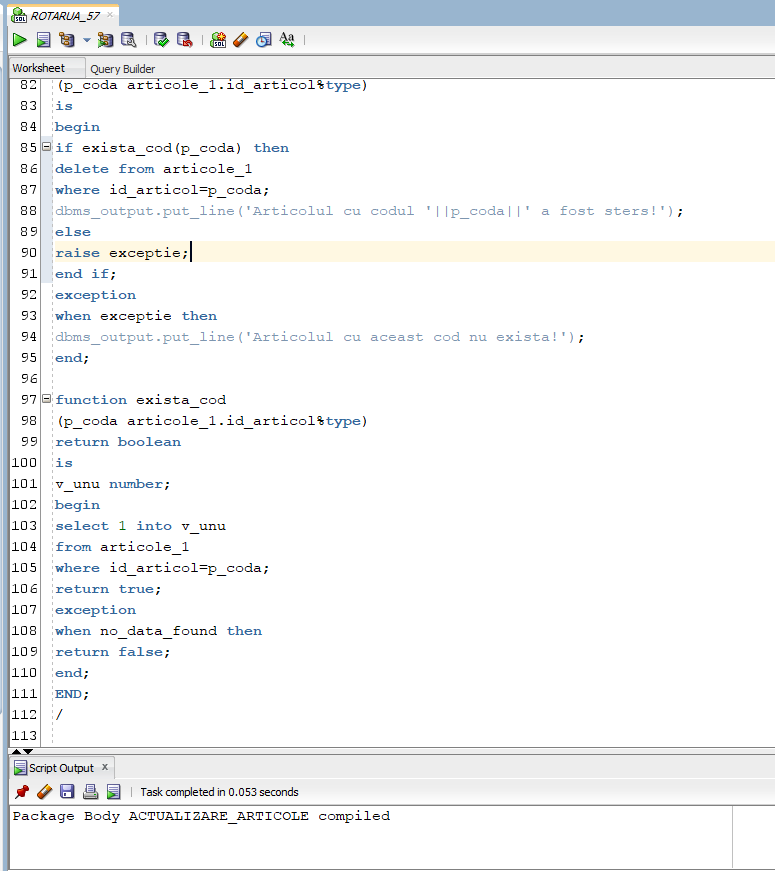 ROTARUA_57
Worksheet Query Builder
82 (p_coda articole_1.id_articol%type)
83 is
84 begin
85 if exista_cod(p_coda) then
86 delete from articole_1
87 where id_articol=p_coda;
88 dbms_output.put_line('Articolul cu codul '||p_coda||' a fost sters!');
89 else
90 raise exceptie;
91 end if;
92 exception
93 when exceptie then
94 dbms_output.put_line('Articolul cu aceast cod nu exista!');
95 end;
96
97 function exista_cod
98 (p_coda articole_1.id_articol%type)
99 return boolean
100 is
101 v_unu number;
102 begin
103 select 1 into v_unu
104 from articole_1
105 where id_articol=p_coda;
106 return true;
107 exception
108 when no_data_found then
109 return false;
110 end;
111 END;
112 /
113
Script Output x
Task completed in 0.053 seconds
Package Body ACTUALIZARE_ARTICOLE compiled